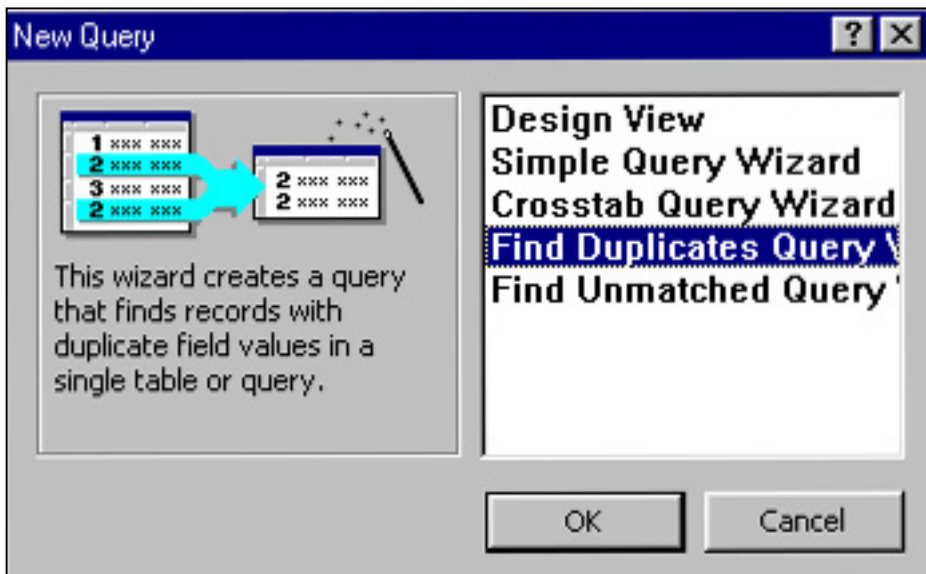 New Query
1 xxx xxx
2 xxx xxx
3 xxx xxx
2 xxx xxx
2 xxx xxx
2 xxx xxx
This wizard creates a query
that finds records with
duplicate field values in a
single table or query.
Design View
Simple Query Wizard
Crosstab Query Wizard
Find Duplicates Query
Find Unmatched Query
OK
Cancel